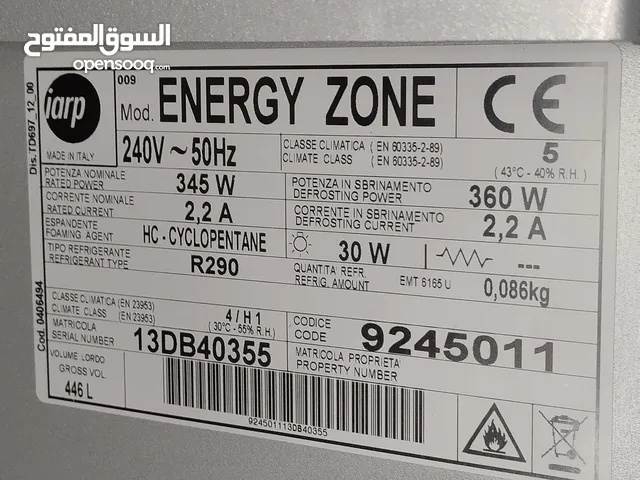 السوق المفتوح
opensooq.com
Dis. TD697_12_00
iarp
MADE IN ITALY
009
Mod. ENERGY ZONE
CE
240V ~ 50Hz
CLASSE CLIMATICA ( EN 60335-2-89)
CLIMATE CLASS ( EN 60335-2-89)
5
( 43°C - 40% R.H. )
POTENZA NOMINALE
RATED POWER
345 W
POTENZA IN SBRINAMENTO
DEFROSTING POWER
360 W
CORRENTE NOMINALE
RATED CURRENT
2,2 A
CORRENTE IN SBRINAMENTO
DEFROSTING CURRENT
2,2 A
ESPANDENTE
FOAMING AGENT
HC - CYCLOPENTANE
30 W
---
TIPO REFRIGERANTE
REFRIGERANT TYPE
R290
QUANTITA' REFR.
REFRIG. AMOUNT
EMT 6165 U
0,086kg
Cod. 0406494
CLASSE CLIMATICA (EN 23953)
CLIMATE CLASS (EN 23953)
4 / H1
( 30°C - 55% R.H. )
MATRICOLA
SERIAL NUMBER
13DB40355
CODICE
CODE
9245011
MATRICOLA PROPRIETA'
PROPERTY NUMBER
VOLUME LORDO
GROSS VOL.
446 L
924501113DB40355